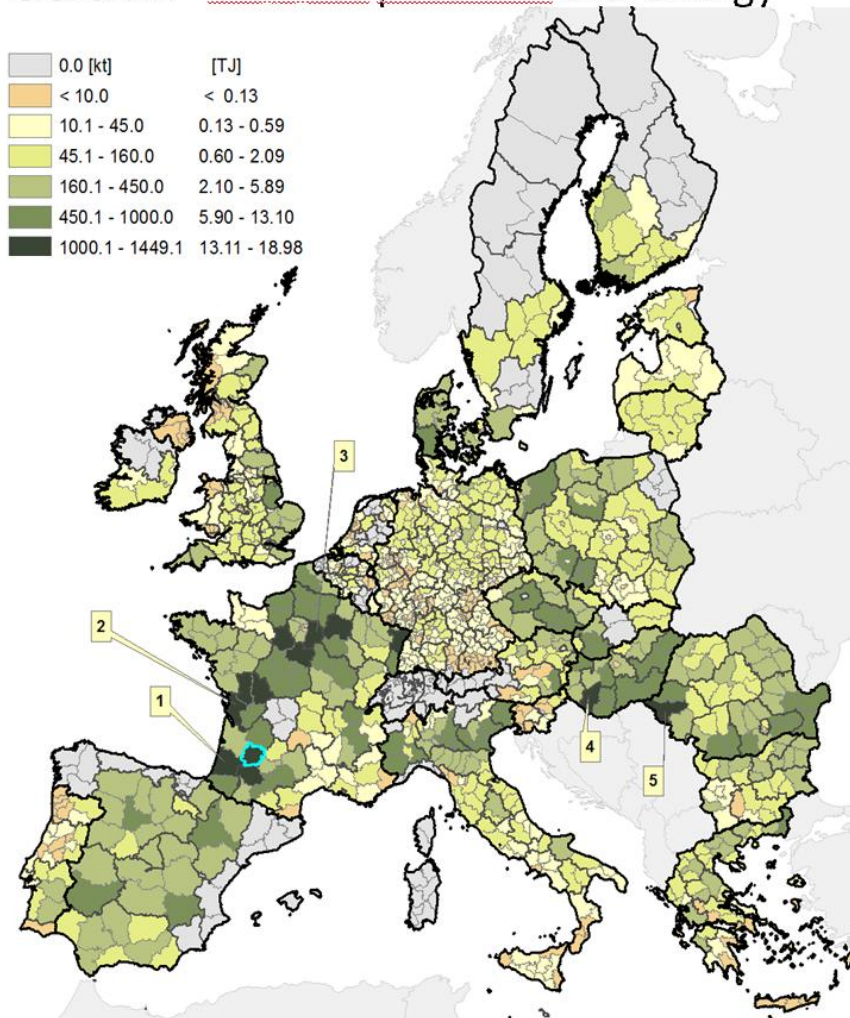 0.0 [kt] [TJ]
< 10.0 < 0.13
10.1 - 45.0 0.13 - 0.59
45.1 - 160.0 0.60 - 2.09
160.1 - 450.0 2.10 - 5.89
450.1 - 1000.0 5.90 - 13.10
1000.1 - 1449.1 13.11 - 18.98
3
2
1
4
5